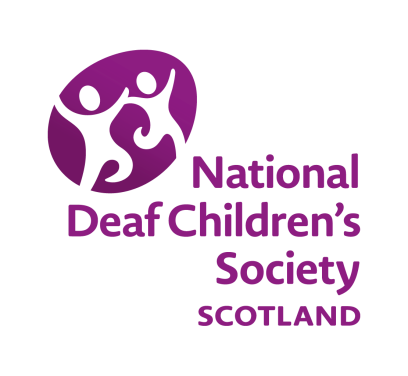 National
Deaf Children's
Society
SCOTLAND